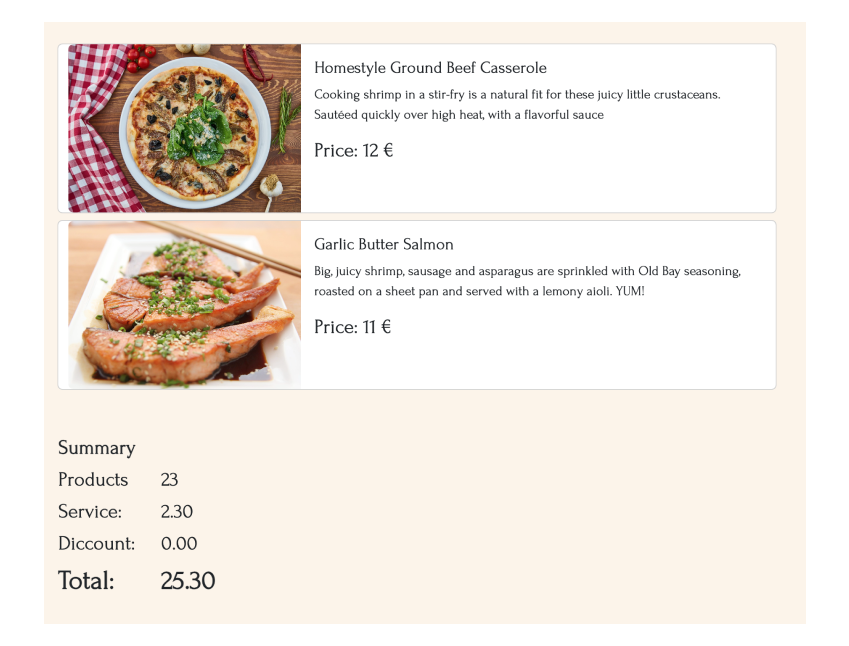 Homestyle Ground Beef Casserole
Cooking shrimp in a stir-fry is a natural fit for these juicy little crustaceans.
Sautéed quickly over high heat, with a flavorful sauce
Price: 12 €
Garlic Butter Salmon
Big, juicy shrimp, sausage and asparagus are sprinkled with Old Bay seasoning,
roasted on a sheet pan and served with a lemony aioli. YUM!
Price: 11 €
Summary
Products 23
Service: 2.30
Diccount: 0.00
Total: 25.30